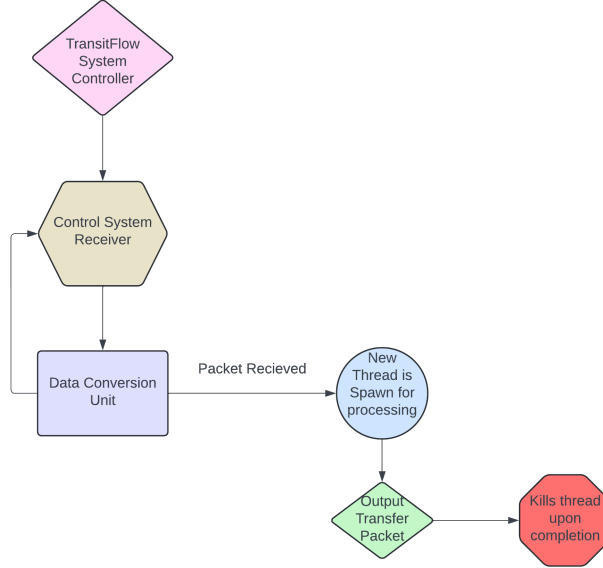 TransitFlow
System
Controller
Control System
Receiver
Data Conversion
Unit
Packet Recieved
New
Thread is
Spawn for
processing
Output
Transfer
Packet
Kills thread
upon
completion